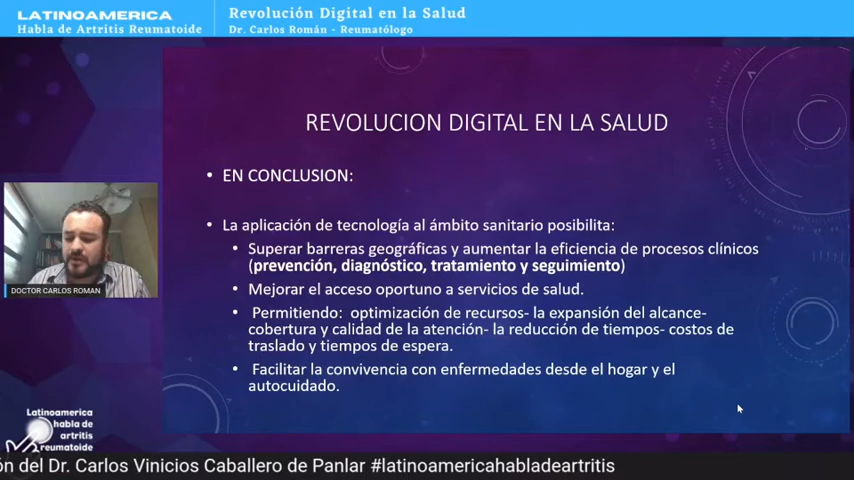 LATINOAMERICA
Habla de Artritis Reumatoide
Revolución Digital en la Salud
Dr. Carlos Román - Reumatólogo
REVOLUCION DIGITAL EN LA SALUD
• EN CONCLUSION:
• La aplicación de tecnología al ámbito sanitario posibilita:
• Superar barreras geográficas y aumentar la eficiencia de procesos clínicos
(prevención, diagnóstico, tratamiento y seguimiento)
• Mejorar el acceso oportuno a servicios de salud.
• Permitiendo: optimización de recursos- la expansión del alcance-
cobertura y calidad de la atención- la reducción de tiempos- costos de
traslado y tiempos de espera.
• Facilitar la convivencia con enfermedades desde el hogar y el
autocuidado.
DOCTOR CARLOS ROMAN
Latinoamerica
habla de
artritis
reumatoide
ón del Dr. Carlos Vinicios Caballero de Panlar #latinoamericahabladeartritis